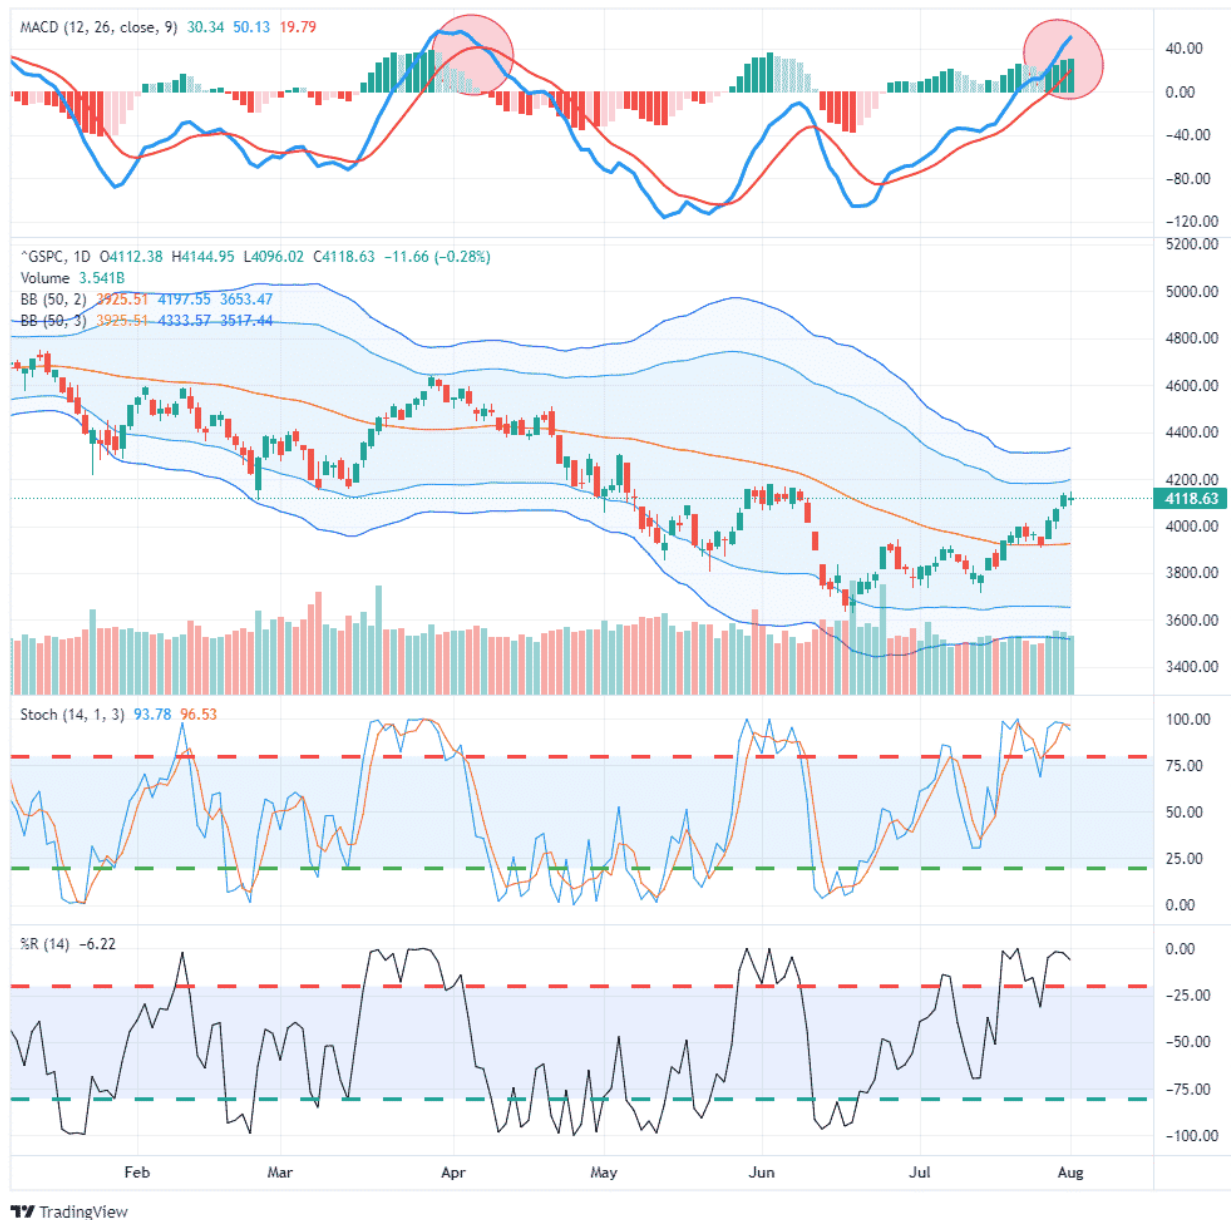 MACD (12, 26, close, 9) 30.34 50.13 19.79
40.00
0.00
−40.00
−80.00
−120.00
5200.00
^GSPC, 1D O4112.38 H4144.95 L4096.02 C4118.63 −11.66 (−0.28%)
Volume 3.541B
5000.00
BB (50, 2) 3925.51 4197.55 3653.47
BB (50, 3) 3925.51 4333.57 3517.44
4800.00
4600.00
4400.00
4200.00
4118.63
4000.00
3800.00
3600.00
3400.00
Stoch (14, 1, 3) 93.78 96.53
100.00
75.00
50.00
25.00
0.00
%R (14) −6.22
0.00
−25.00
−50.00
−75.00
−100.00
Feb Mar Apr May Jun Jul Aug
TradingView